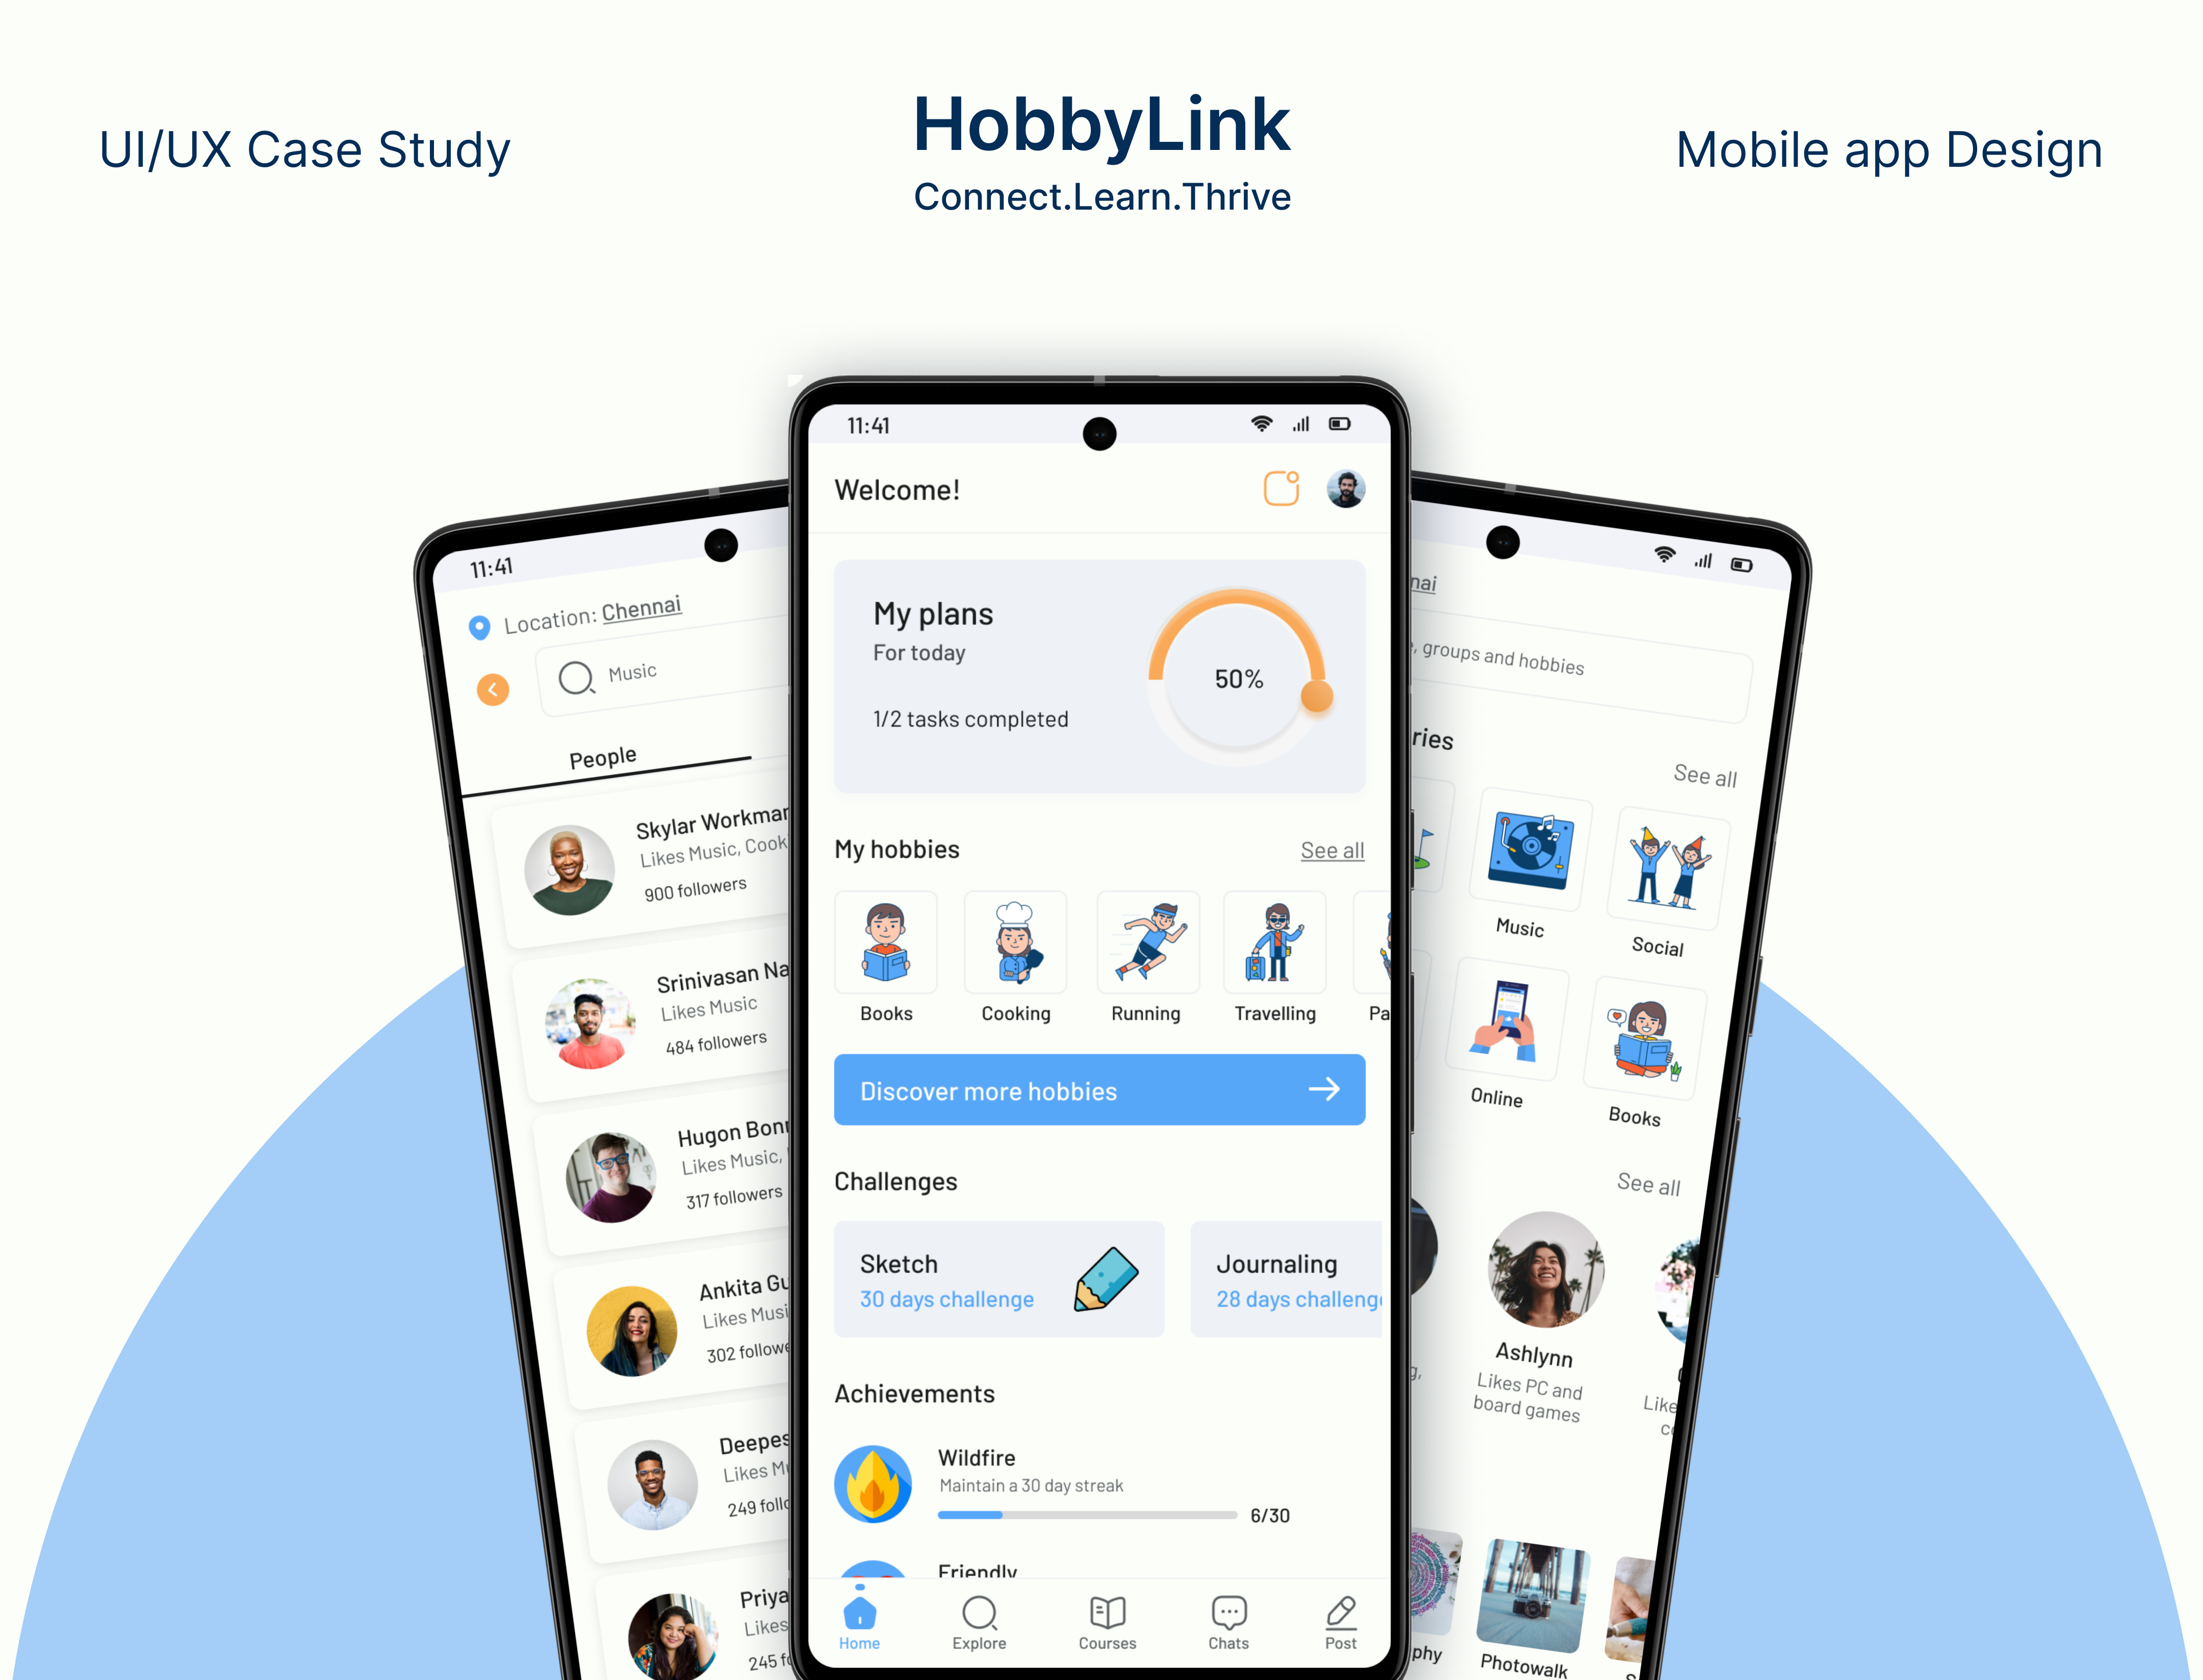 UI/UX Case Study
HobbyLink
Connect.Learn.Thrive
Mobile app Design
11:41
Location: Chennai
Music
People
Skylar Workman
Likes Music, Cook
900 followers
Srinivasan Na
Likes Music
484 followers
Hugon Bon
Likes Music,
317 followers
Ankita Gu
Likes Musi
302 followe
Deepes
Likes Mu
249 follo
Priya
Likes
245 fo
11:41
Welcome!
My plans
For today
1/2 tasks completed
50%
My hobbies
See all
Books
Cooking
Running
Travelling
Pa
Discover more hobbies
Challenges
Sketch
30 days challenge
Journaling
28 days challenge
Achievements
Wildfire
Maintain a 30 day streak
6/30
Friendly
Home
Explore
Courses
Chats
Post
nai
, groups and hobbies
ries
See all
Music
Social
Online
Books
See all
Ashlynn
Likes PC and
board games
g,
Like
phy
Photowalk